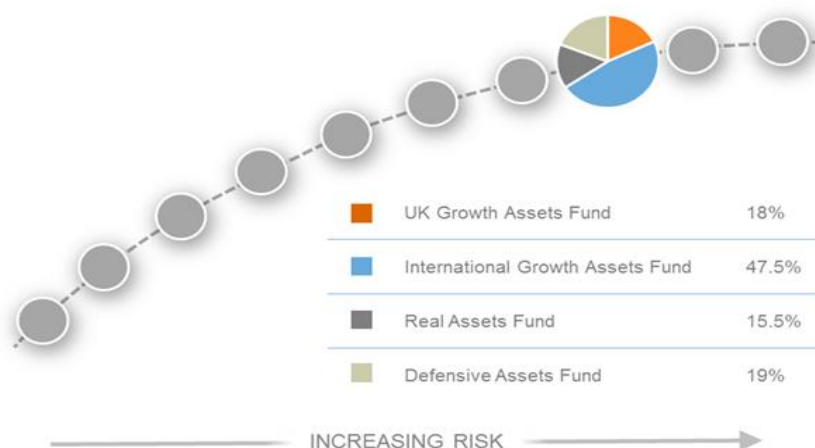 UK Growth Assets Fund 18%
International Growth Assets Fund 47.5%
Real Assets Fund 15.5%
Defensive Assets Fund 19%
INCREASING RISK